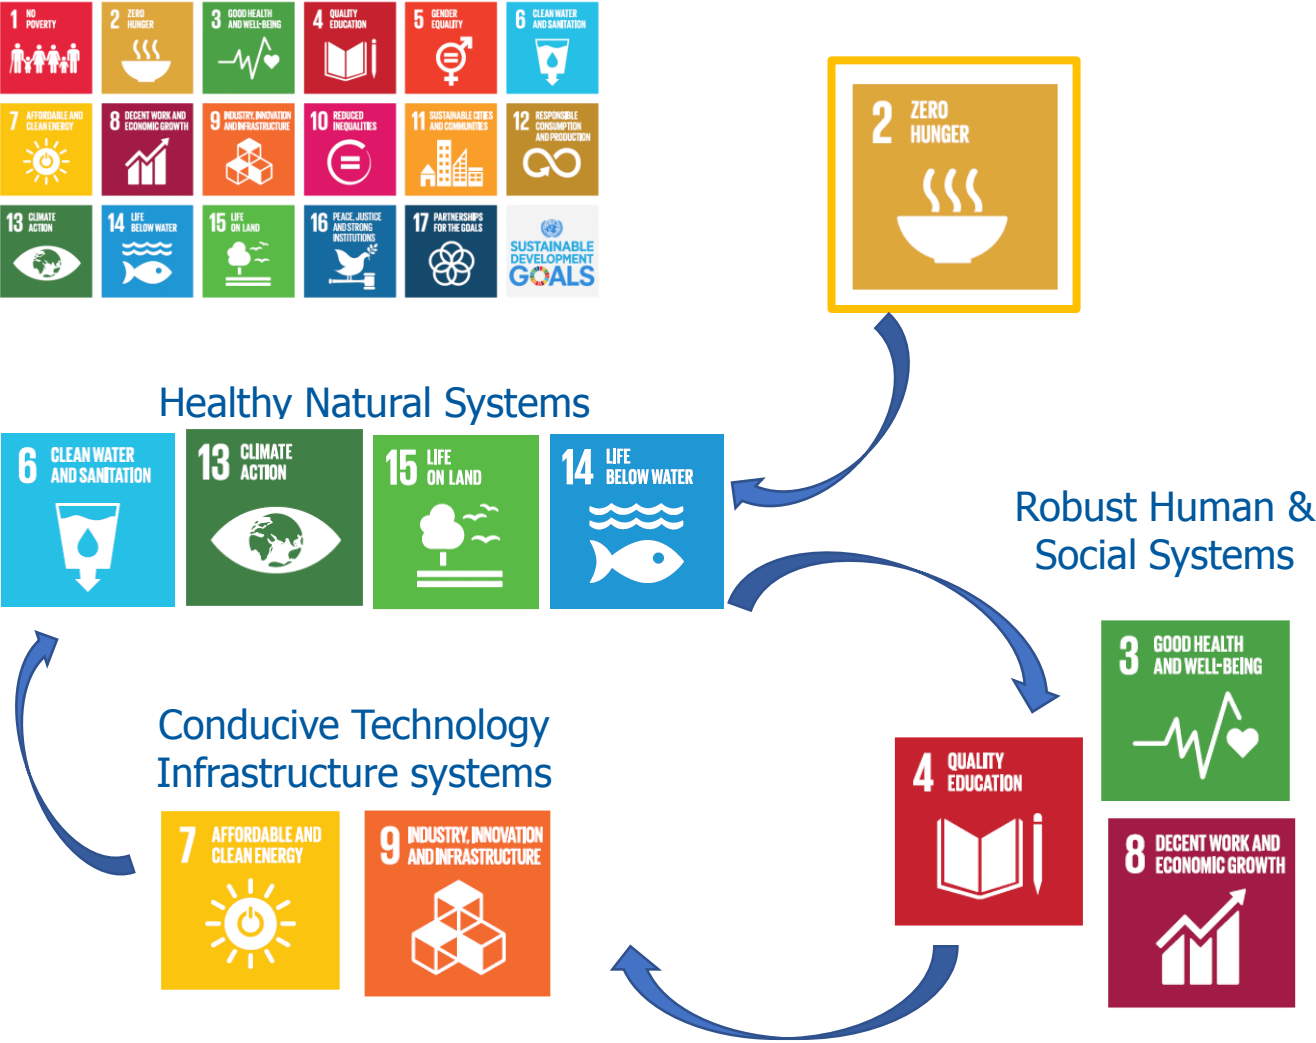 1 NO
POVERTY
2 ZERO
HUNGER
3 GOOD HEALTH
AND WELL-BEING
4 QUALITY
EDUCATION
5 GENDER
EQUALITY
6 CLEAN WATER
AND SANITATION
7 AFFORDABLE AND
CLEAN ENERGY
8 DECENT WORK AND
ECONOMIC GROWTH
9 INDUSTRY, INNOVATION
AND INFRASTRUCTURE
10 REDUCED
INEQUALITIES
11 SUSTAINABLE CITIES
AND COMMUNITIES
12 RESPONSIBLE
CONSUMPTION
AND PRODUCTION
13 CLIMATE
ACTION
14 LIFE
BELOW WATER
15 LIFE
ON LAND
16 PEACE, JUSTICE
AND STRONG
INSTITUTIONS
17 PARTNERSHIPS
FOR THE GOALS
SUSTAINABLE
DEVELOPMENT
GOALS
2 ZERO
HUNGER
Healthy Natural Systems
6 CLEAN WATER
AND SANITATION
13 CLIMATE
ACTION
15 LIFE
ON LAND
14 LIFE
BELOW WATER
Robust Human &
Social Systems
3 GOOD HEALTH
AND WELL-BEING
4 QUALITY
EDUCATION
8 DECENT WORK AND
ECONOMIC GROWTH
Conducive Technology
Infrastructure systems
7 AFFORDABLE AND
CLEAN ENERGY
9 INDUSTRY, INNOVATION
AND INFRASTRUCTURE